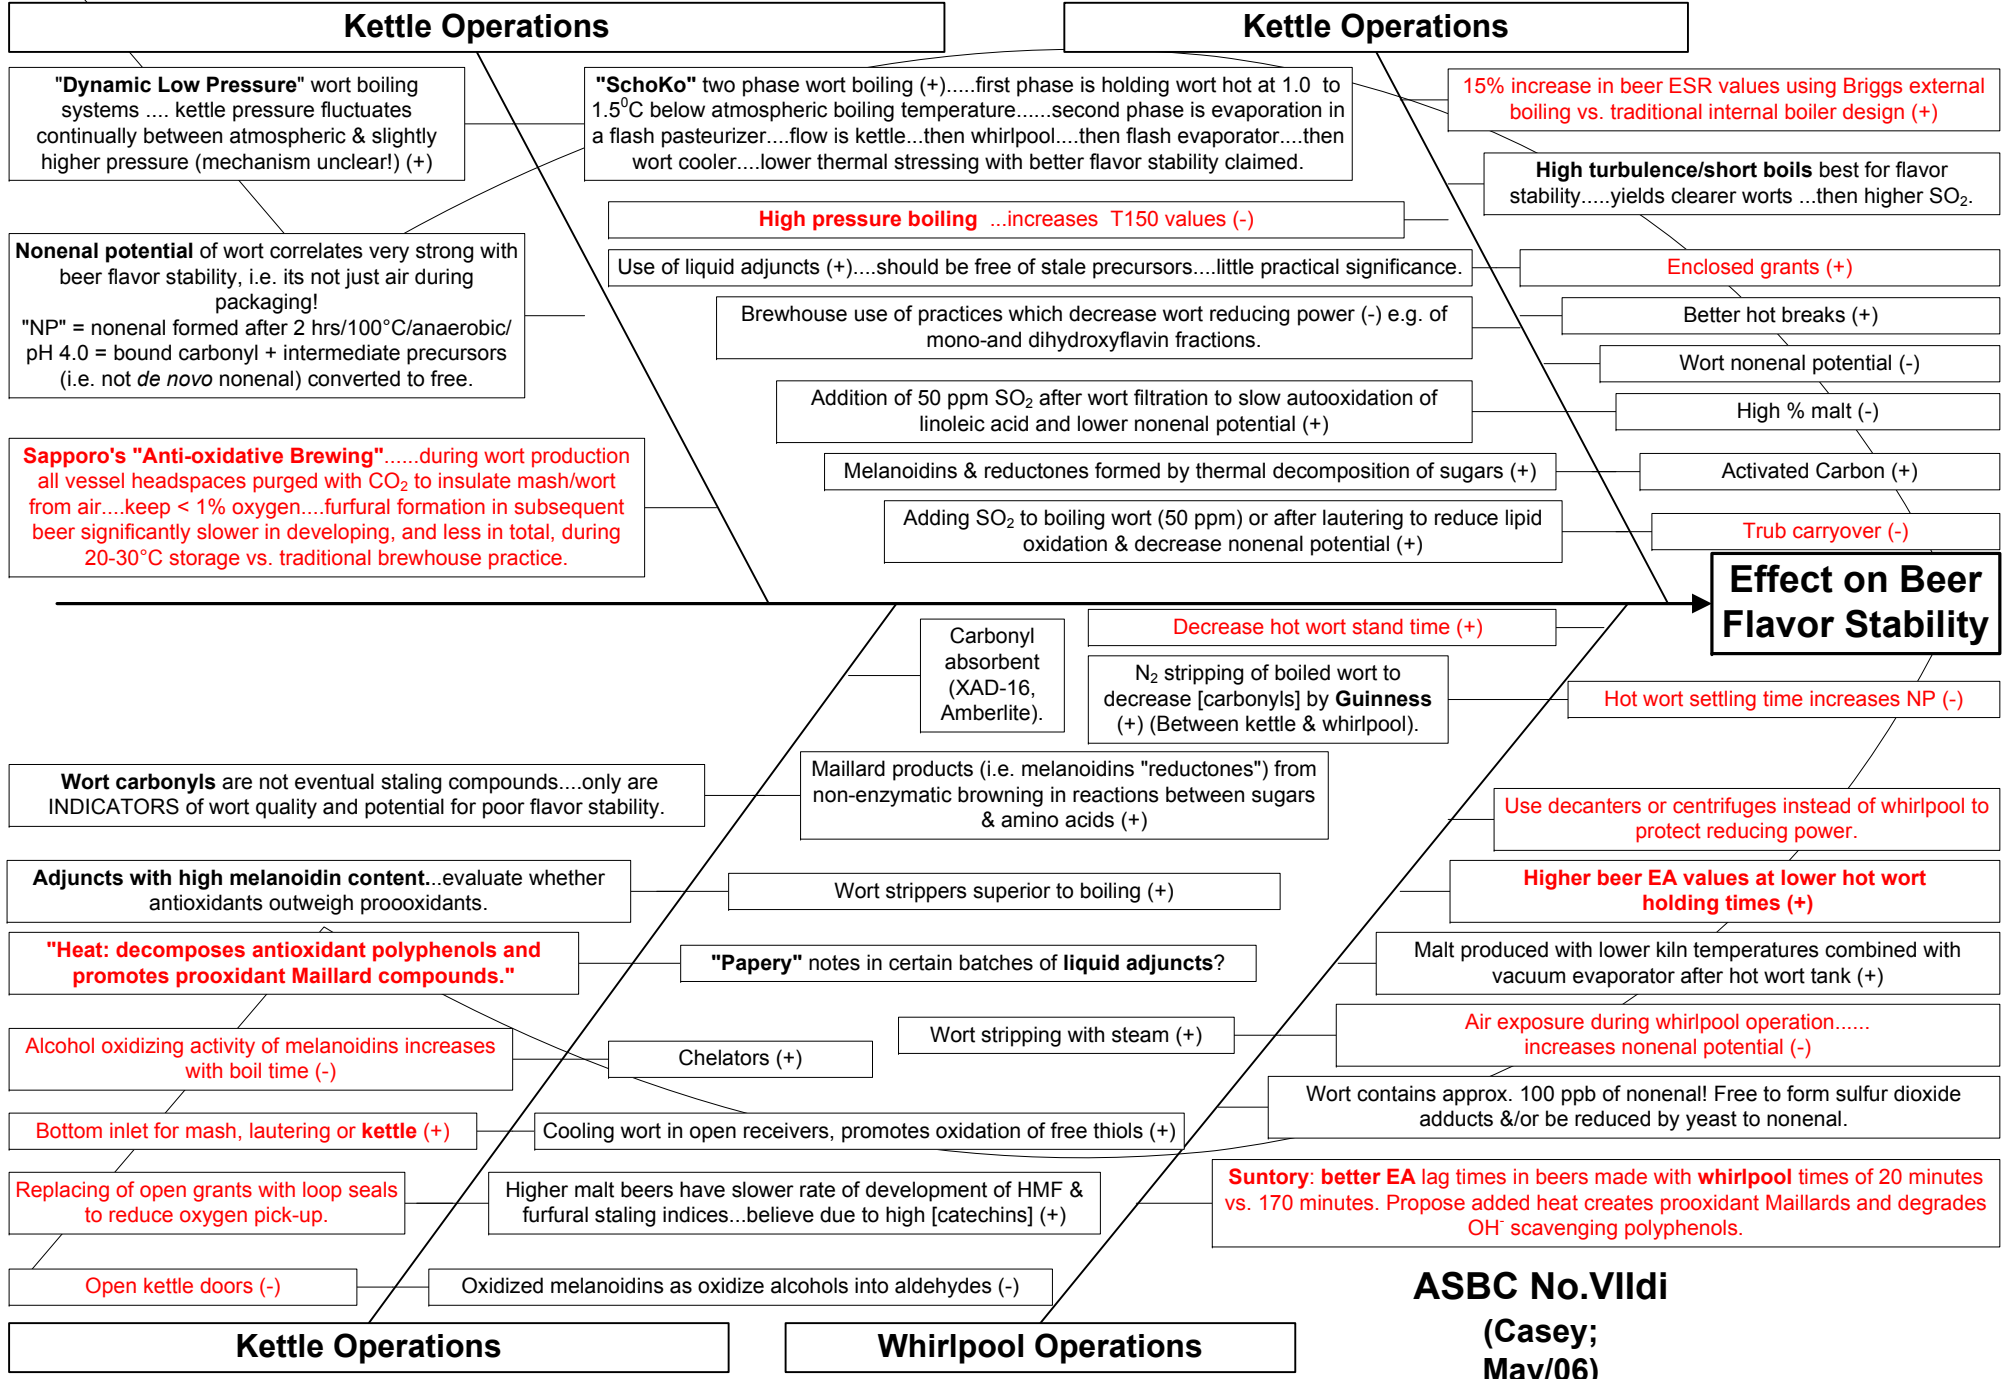 Kettle Operations
Kettle Operations
"Dynamic Low Pressure" wort boiling
systems .... kettle pressure fluctuates
continually between atmospheric & slightly
higher pressure (mechanism unclear!) (+)
"SchoKo" two phase wort boiling (+).....first phase is holding wort hot at 1.0 to
1.5⁰C below atmospheric boiling temperature......second phase is evaporation in
a flash pasteurizer....flow is kettle...then whirlpool....then flash evaporator....then
wort cooler....lower thermal stressing with better flavor stability claimed.
15% increase in beer ESR values using Briggs external
boiling vs. traditional internal boiler design (+)
High turbulence/short boils best for flavor
stability.....yields clearer worts ...then higher SO₂.
High pressure boiling ...increases T150 values (-)
Nonenal potential of wort correlates very strong with
beer flavor stability, i.e. its not just air during
packaging!
"NP" = nonenal formed after 2 hrs/100°C/anaerobic/
pH 4.0 = bound carbonyl + intermediate precursors
(i.e. not de novo nonenal) converted to free.
Use of liquid adjuncts (+)....should be free of stale precursors....little practical significance.
Enclosed grants (+)
Brewhouse use of practices which decrease wort reducing power (-) e.g. of
mono-and dihydroxyflavin fractions.
Better hot breaks (+)
Wort nonenal potential (-)
Addition of 50 ppm SO₂ after wort filtration to slow autooxidation of
linoleic acid and lower nonenal potential (+)
High % malt (-)
Sapporo's "Anti-oxidative Brewing"......during wort production
all vessel headspaces purged with CO₂ to insulate mash/wort
from air....keep < 1% oxygen....furfural formation in subsequent
beer significantly slower in developing, and less in total, during
20-30°C storage vs. traditional brewhouse practice.
Melanoidins & reductones formed by thermal decomposition of sugars (+)
Activated Carbon (+)
Adding SO₂ to boiling wort (50 ppm) or after lautering to reduce lipid
oxidation & decrease nonenal potential (+)
Trub carryover (-)
Effect on Beer
Flavor Stability
Carbonyl
absorbent
(XAD-16,
Amberlite).
Decrease hot wort stand time (+)
N₂ stripping of boiled wort to
decrease [carbonyls] by Guinness
(+) (Between kettle & whirlpool).
Hot wort settling time increases NP (-)
Wort carbonyls are not eventual staling compounds....only are
INDICATORS of wort quality and potential for poor flavor stability.
Maillard products (i.e. melanoidins "reductones") from
non-enzymatic browning in reactions between sugars
& amino acids (+)
Use decanters or centrifuges instead of whirlpool to
protect reducing power.
Adjuncts with high melanoidin content...evaluate whether
antioxidants outweigh proooxidants.
Wort strippers superior to boiling (+)
Higher beer EA values at lower hot wort
holding times (+)
"Heat: decomposes antioxidant polyphenols and
promotes prooxidant Maillard compounds."
"Papery" notes in certain batches of liquid adjuncts?
Malt produced with lower kiln temperatures combined with
vacuum evaporator after hot wort tank (+)
Alcohol oxidizing activity of melanoidins increases
with boil time (-)
Chelators (+)
Wort stripping with steam (+)
Air exposure during whirlpool operation......
increases nonenal potential (-)
Wort contains approx. 100 ppb of nonenal! Free to form sulfur dioxide
adducts &/or be reduced by yeast to nonenal.
Bottom inlet for mash, lautering or kettle (+)
Cooling wort in open receivers, promotes oxidation of free thiols (+)
Replacing of open grants with loop seals
to reduce oxygen pick-up.
Higher malt beers have slower rate of development of HMF &
furfural staling indices...believe due to high [catechins] (+)
Suntory: better EA lag times in beers made with whirlpool times of 20 minutes
vs. 170 minutes. Propose added heat creates prooxidant Maillards and degrades
OH⁻ scavenging polyphenols.
Open kettle doors (-)
Oxidized melanoidins as oxidize alcohols into aldehydes (-)
Kettle Operations
Whirlpool Operations
ASBC No.VIIdi
(Casey;
May/06)